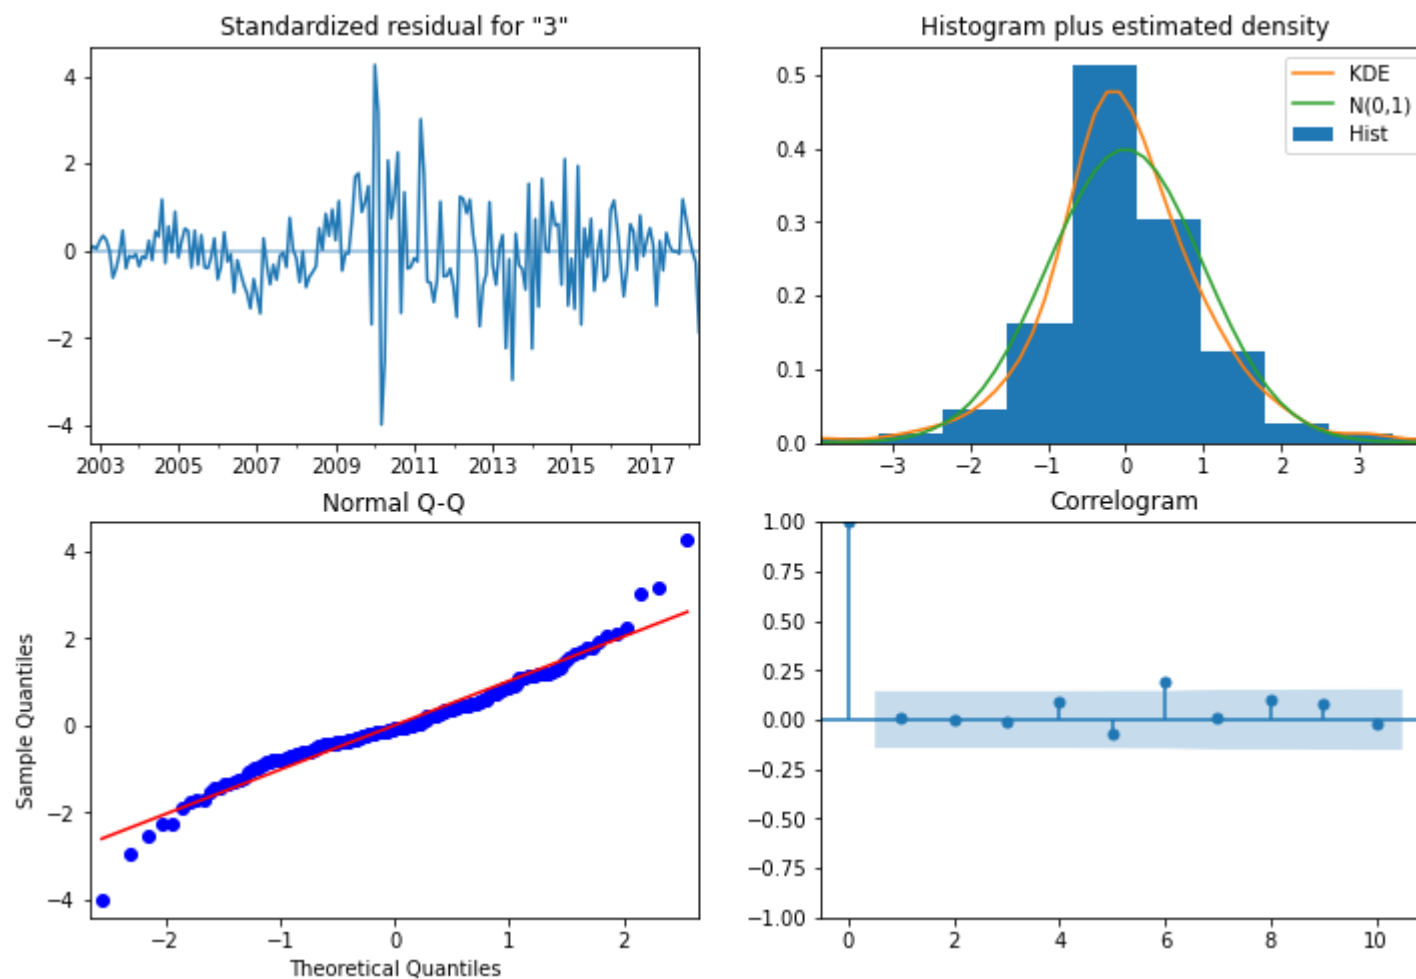 Standardized residual for "3"
4
2
0
−2
−4
2003 2005 2007 2009 2011 2013 2015 2017
Histogram plus estimated density
KDE
N(0,1)
Hist
0.5
0.4
0.3
0.2
0.1
0.0
−3 −2 −1 0 1 2 3
Normal Q-Q
Sample Quantiles
4
2
0
−2
−4
−2 −1 0 1 2
Theoretical Quantiles
Correlogram
1.00
0.75
0.50
0.25
0.00
−0.25
−0.50
−0.75
−1.00
0 2 4 6 8 10